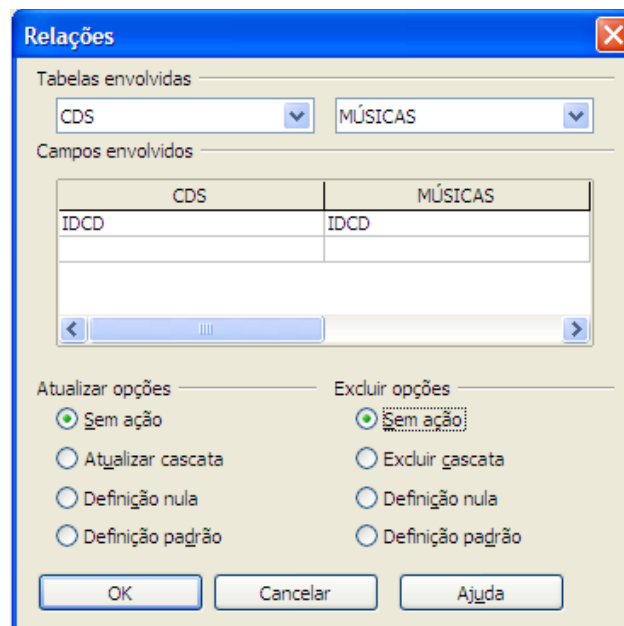 Relações
Tabelas envolvidas
CDS MÚSICAS
Campos envolvidos
CDS MÚSICAS
IDCD IDCD
Atualizar opções Excluir opções
Sem ação Sem ação
Atualizar cascata Excluir cascata
Definição nula Definição nula
Definição padrão Definição padrão
OK Cancelar Ajuda